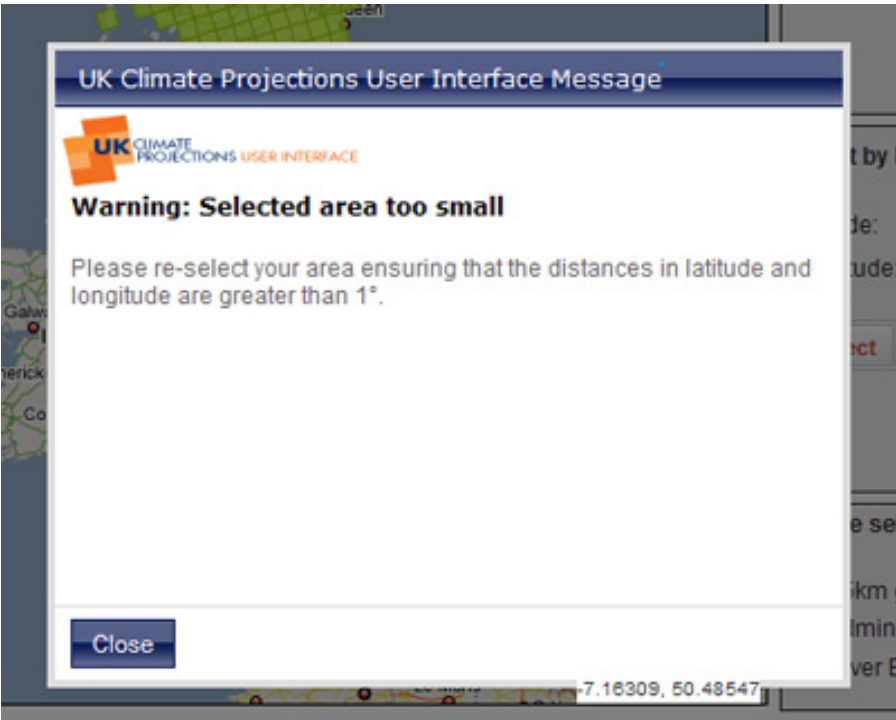 UK Climate Projections User Interface Message
UK CLIMATE
PROJECTIONS USER INTERFACE
Warning: Selected area too small
Please re-select your area ensuring that the distances in latitude and
longitude are greater than 1°.
Close
-7.16309, 50.48547